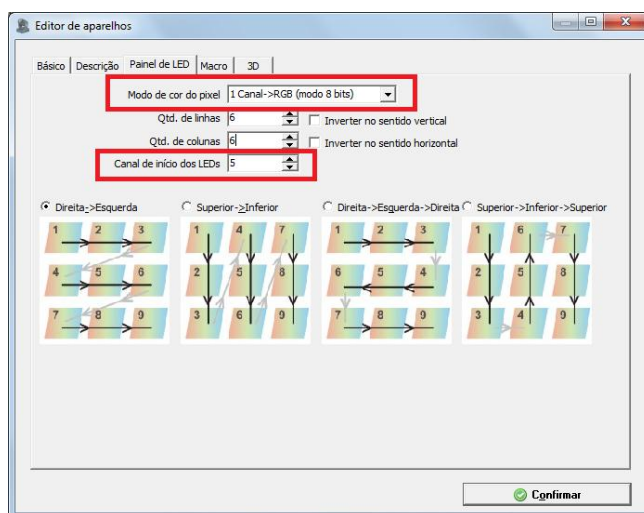 Editor de aparelhos
Básico Descrição Painel de LED Macro 3D
Modo de cor do pixel 1 Canal->RGB (modo 8 bits)
Qtd. de linhas 6 Inverter no sentido vertical
Qtd. de colunas 6 Inverter no sentido horizontal
Canal de início dos LEDs 5
Direita->Esquerda Superior->Inferior Direita->Esguerda->Direita Superior->Inferior->Superior
1 2 3 1 4 7 1 2 3 1 6 7
4 5 6 2 5 8 6 5 4 2 5 8
7 8 9 3 6 9 7 8 9 3 4 9
Confirmar